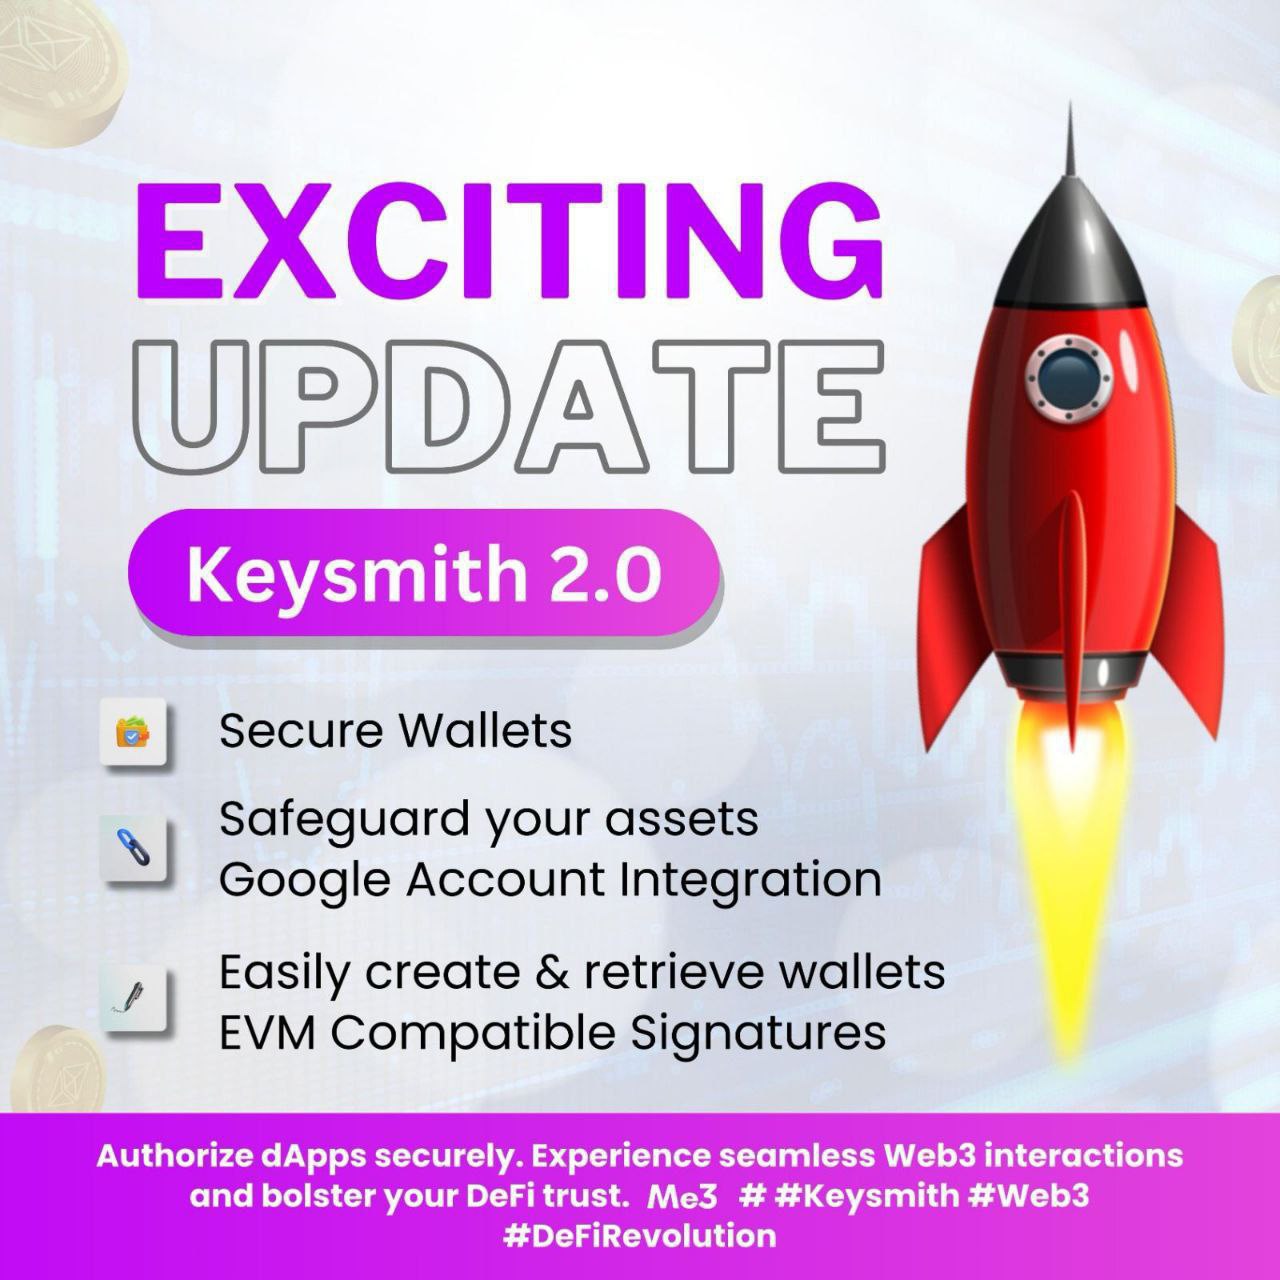 EXCITING
UPDATE
Keysmith 2.0
Secure Wallets
Safeguard your assets
Google Account Integration
Easily create & retrieve wallets
EVM Compatible Signatures
Authorize dApps securely. Experience seamless Web3 interactions
and bolster your DeFi trust. Me3 # #Keysmith #Web3
#DeFiRevolution